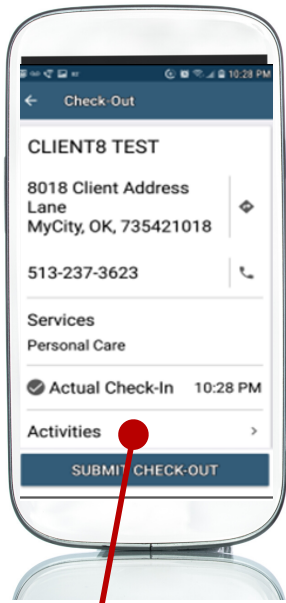 10:28 PM
Check-Out
CLIENT8 TEST
8018 Client Address
Lane
MyCity, OK, 735421018
513-237-3623
Services
Personal Care
Actual Check-In 10:28 PM
Activities
SUBMIT CHECK-OUT